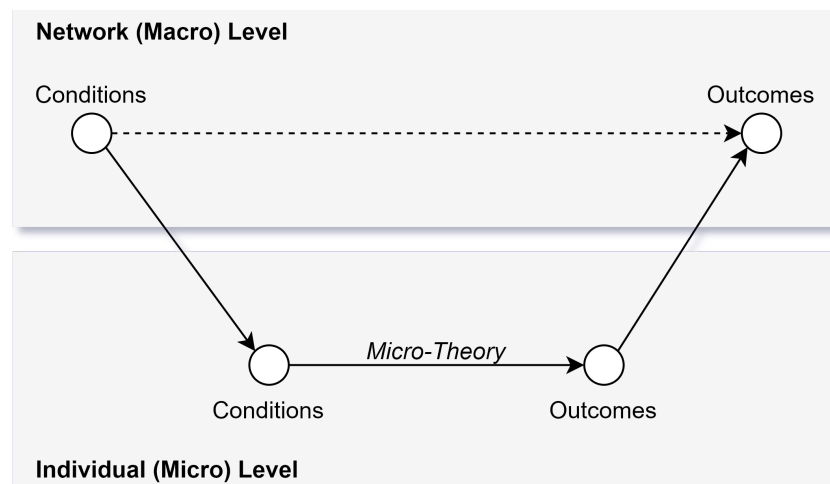 Network (Macro) Level
Conditions
Outcomes
Micro-Theory
Conditions
Outcomes
Individual (Micro) Level